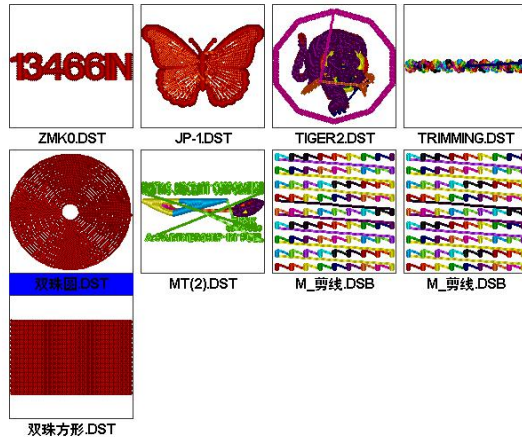 13466IN
ZMK0.DST
JP-1.DST
TIGER2.DST
TRIMMING.DST
双珠圆.DST
MT(2).DST
M_剪线.DSB
M_剪线.DSB
双珠方形.DST